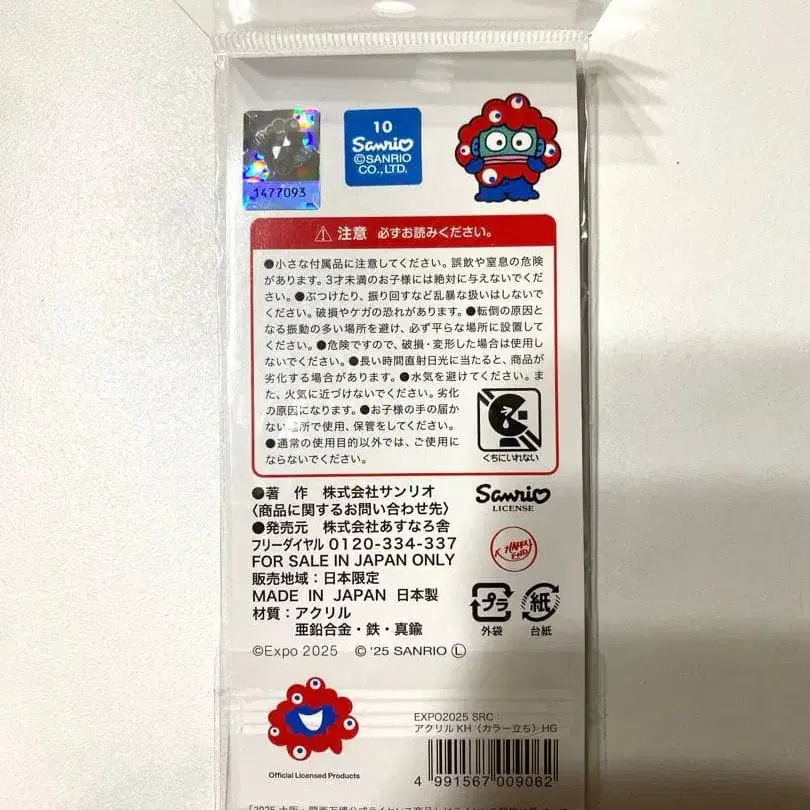 1477093
10
Sanrio
©SANRIO
CO.,LTD.
注意 必ずお読みください。
●小さな付属品に注意してください。誤飲や窒息の危険
があります。3才未満のお子様には絶対に与えないでくだ
さい。●ぶつけたり、振り回すなど乱暴な扱いはしないで
ください。破損やケガの恐れがあります。●転倒の原因と
なる振動の多い場所を避け、必ず平らな場所に設置して
ください。●危険ですので、破損・変形した場合は使用し
ないでください。●長い時間直射日光に当たると、商品が
劣化する場合があります。●水気を避けてください。ま
た、火気に近づけないでください。劣化
の原因になります。●お子様の手の届か
ない場所で使用、保管をしてください。
●通常の使用目的以外では、ご使用に
ならないでください。
くちにいれない
●著 作 株式会社サンリオ
〈商品に関するお問い合わせ先〉
●発売元 株式会社あすなろ舎
フリーダイヤル 0120-334-337
FOR SALE IN JAPAN ONLY
販売地域：日本限定
MADE IN JAPAN 日本製
材質：アクリル
亜鉛合金・鉄・真鍮
©Expo 2025 © '25 SANRIO Ⓛ
Sanrio
LICENSE
HAPPY
END
プラ
外袋
紙
台紙
Official Licensed Products
EXPO2025 SRC：
アクリルKH〈カラー立ち〉HG
4 991567 009062
「2025 大阪・関西万博公式ライセンス商品」